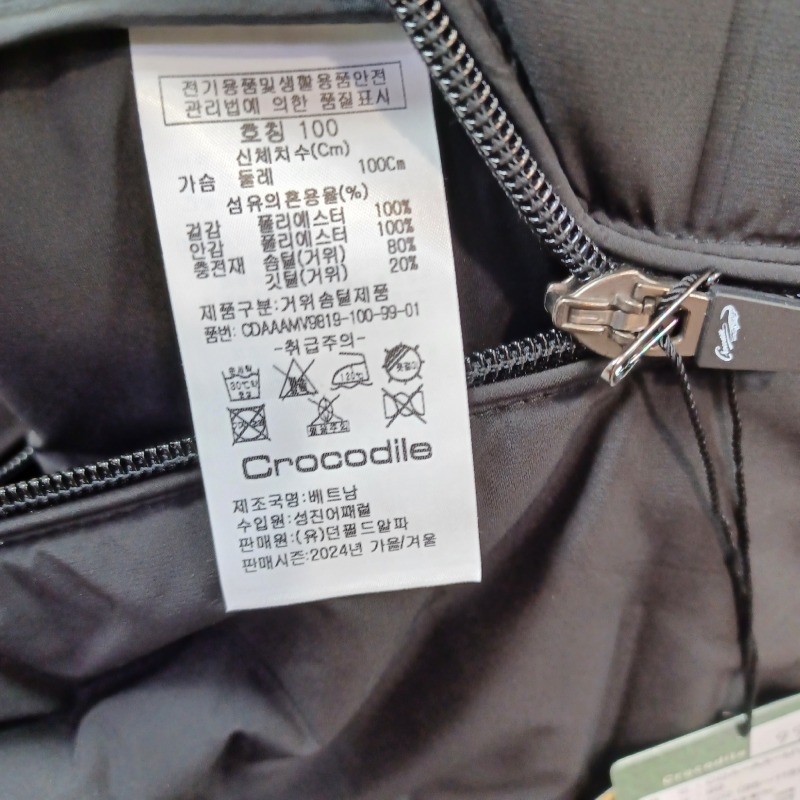 전기용품및생활용품안전
관리법에 의한 품질표시
호칭 100
신체치수(Cm)
가슴 둘레 100Cm
섬유의혼용율(%)
겉감 폴리에스터 100%
안감 폴리에스터 100%
충전재 솜털(거위) 80%
깃털(거위) 20%
제품구분:거위솜털제품
품번: CDAAAMV9819-100-99-01
-취급주의-
Crocodile
제조국명:베트남
수입원:성진어패럴
판매원:(유)던필드알파
판매시즌:2024년 가을/겨울
Crocodile